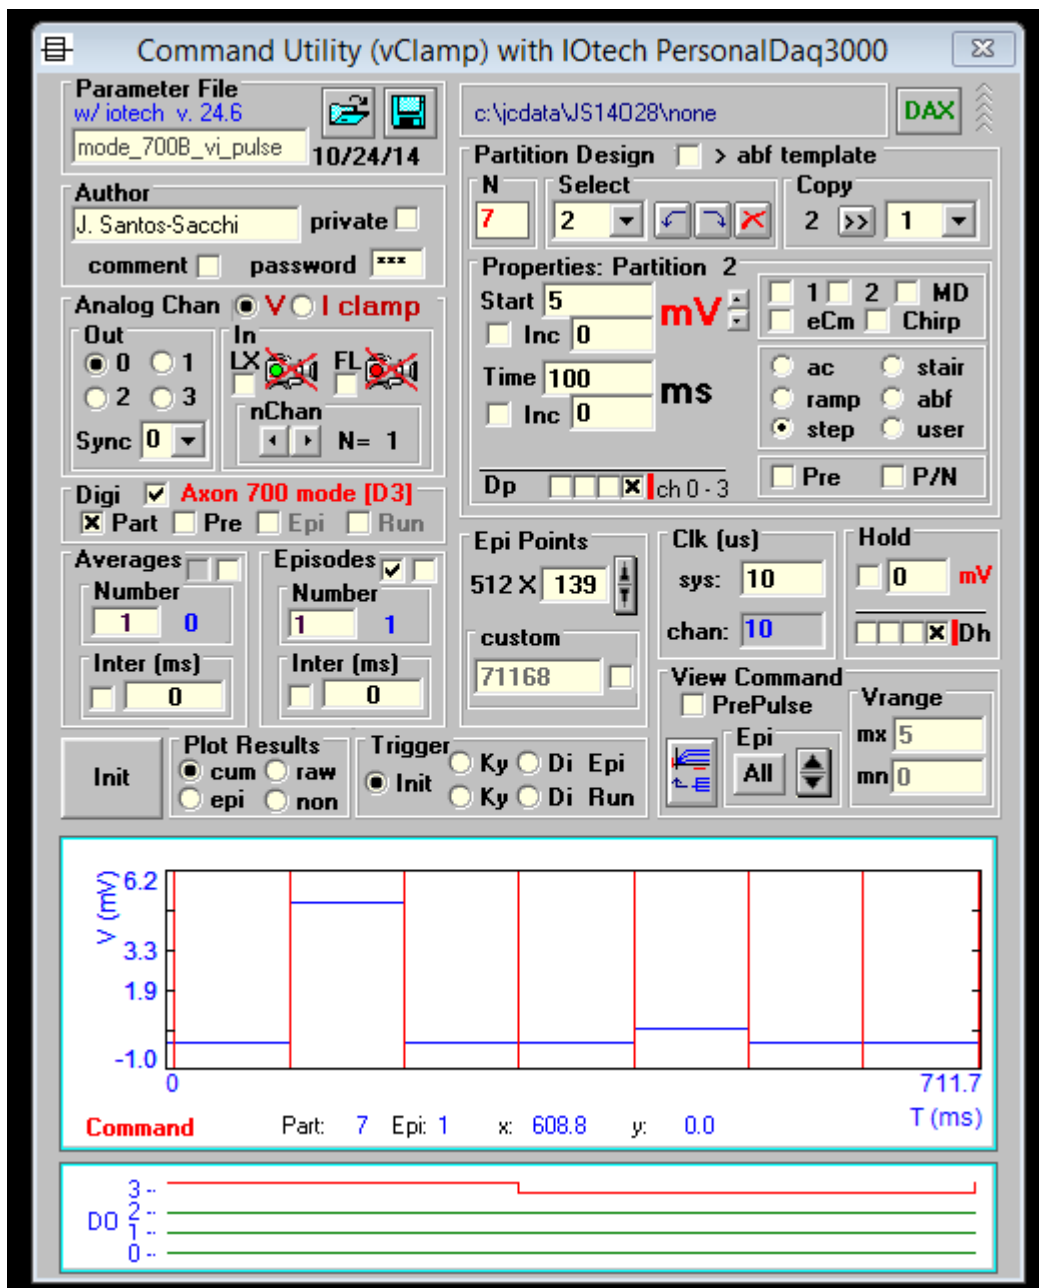 Command Utility (vClamp) with IOtech PersonalDaq3000
Parameter File
w/ iotech v. 24.6
mode_700B_vi_pulse
10/24/14
c:\jcdata\JS14O28\none
DAX
Partition Design > abf template
N
7
Select
2
Copy
2 >> 1
Author
J. Santos-Sacchi
private
comment password ***
Properties: Partition 2
Start 5
mV
Inc 0
Time 100
ms
Inc 0
1 2 MD
eCm Chirp
ac stair
ramp abf
step user
Dp ch 0 - 3
Pre P/N
Analog Chan V I clamp
Out
0 1
2 3
Sync 0
In
LX FL
nChan
N= 1
Digi Axon 700 mode [D3]
Part Pre Epi Run
Averages
Number
1 0
Inter (ms)
0
Episodes
Number
1 1
Inter (ms)
0
Epi Points
512 X 139
custom
71168
Clk (us)
sys: 10
chan: 10
Hold
0 mV
Dh
View Command
PrePulse
Epi
All
Vrange
mx 5
mn 0
Init
Plot Results
cum raw
epi non
Trigger
Init
Ky Di Epi
Ky Di Run
V (mV)
6.2
3.3
1.9
-1.0
0 711.7
T (ms)
Command Part: 7 Epi: 1 x: 608.8 y: 0.0
DO
3
2
1
0